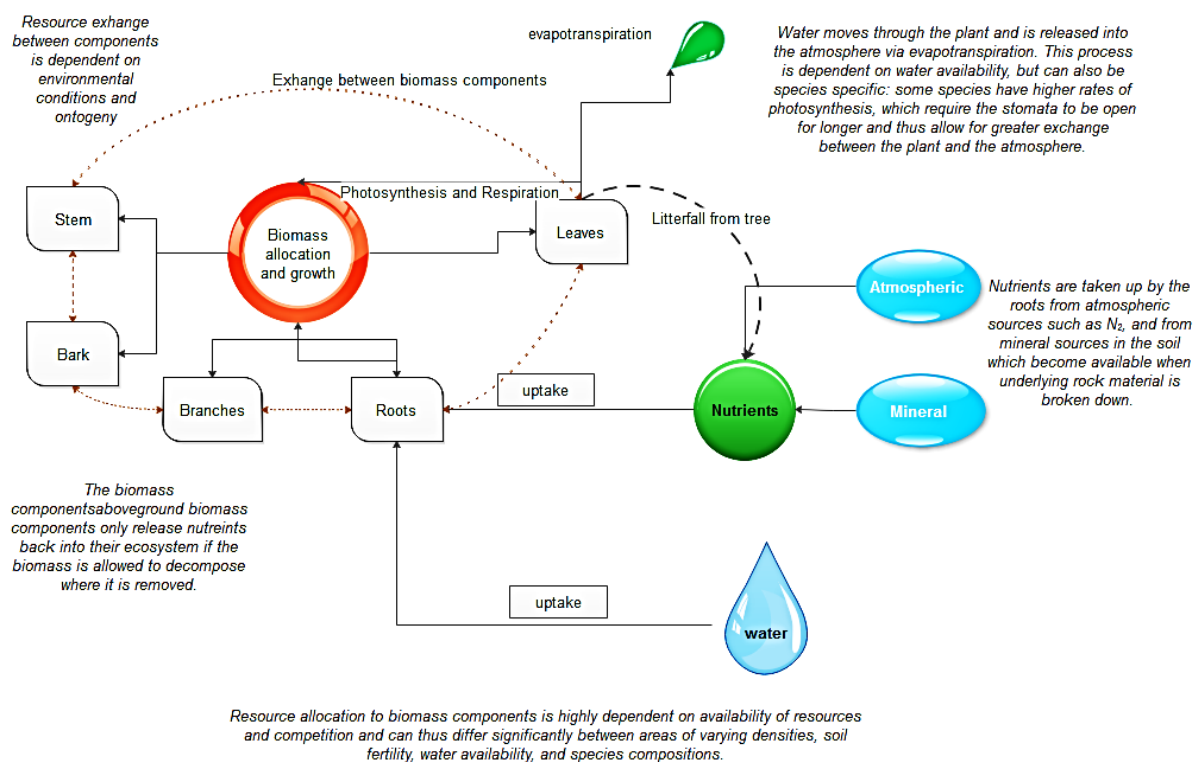 Resource exhange
between components
is dependent on
environmental
conditions and
ontogeny
evapotranspiration
Water moves through the plant and is released into
the atmosphere via evapotranspiration. This process
is dependent on water availability, but can also be
species specific: some species have higher rates of
photosynthesis, which require the stomata to be open
for longer and thus allow for greater exchange
between the plant and the atmosphere.
Exhange between biomass components
Photosynthesis and Respiration
Stem
Biomass
allocation
and growth
Leaves
Litterfall from tree
Atmospheric
Nutrients are taken up by the
roots from atmospheric
sources such as N₂, and from
mineral sources in the soil
which become available when
underlying rock material is
broken down.
Bark
Branches
Roots
uptake
Nutrients
Mineral
The biomass
componentsaboveground biomass
components only release nutreints
back into their ecosystem if the
biomass is allowed to decompose
where it is removed.
uptake
water
Resource allocation to biomass components is highly dependent on availability of resources
and competition and can thus differ significantly between areas of varying densities, soil
fertility, water availability, and species compositions.